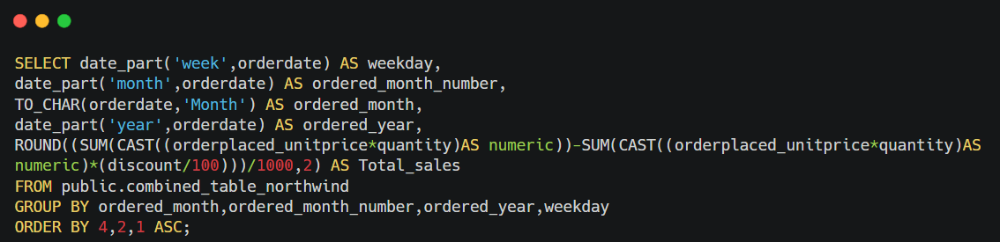 SELECT date_part('week',orderdate) AS weekday,
date_part('month',orderdate) AS ordered_month_number,
TO_CHAR(orderdate,'Month') AS ordered_month,
date_part('year',orderdate) AS ordered_year,
ROUND((SUM(CAST((orderplaced_unitprice*quantity)AS numeric))-SUM(CAST((orderplaced_unitprice*quantity)AS
numeric)*(discount/100)))/1000,2) AS Total_sales
FROM public.combined_table_northwind
GROUP BY ordered_month,ordered_month_number,ordered_year,weekday
ORDER BY 4,2,1 ASC;